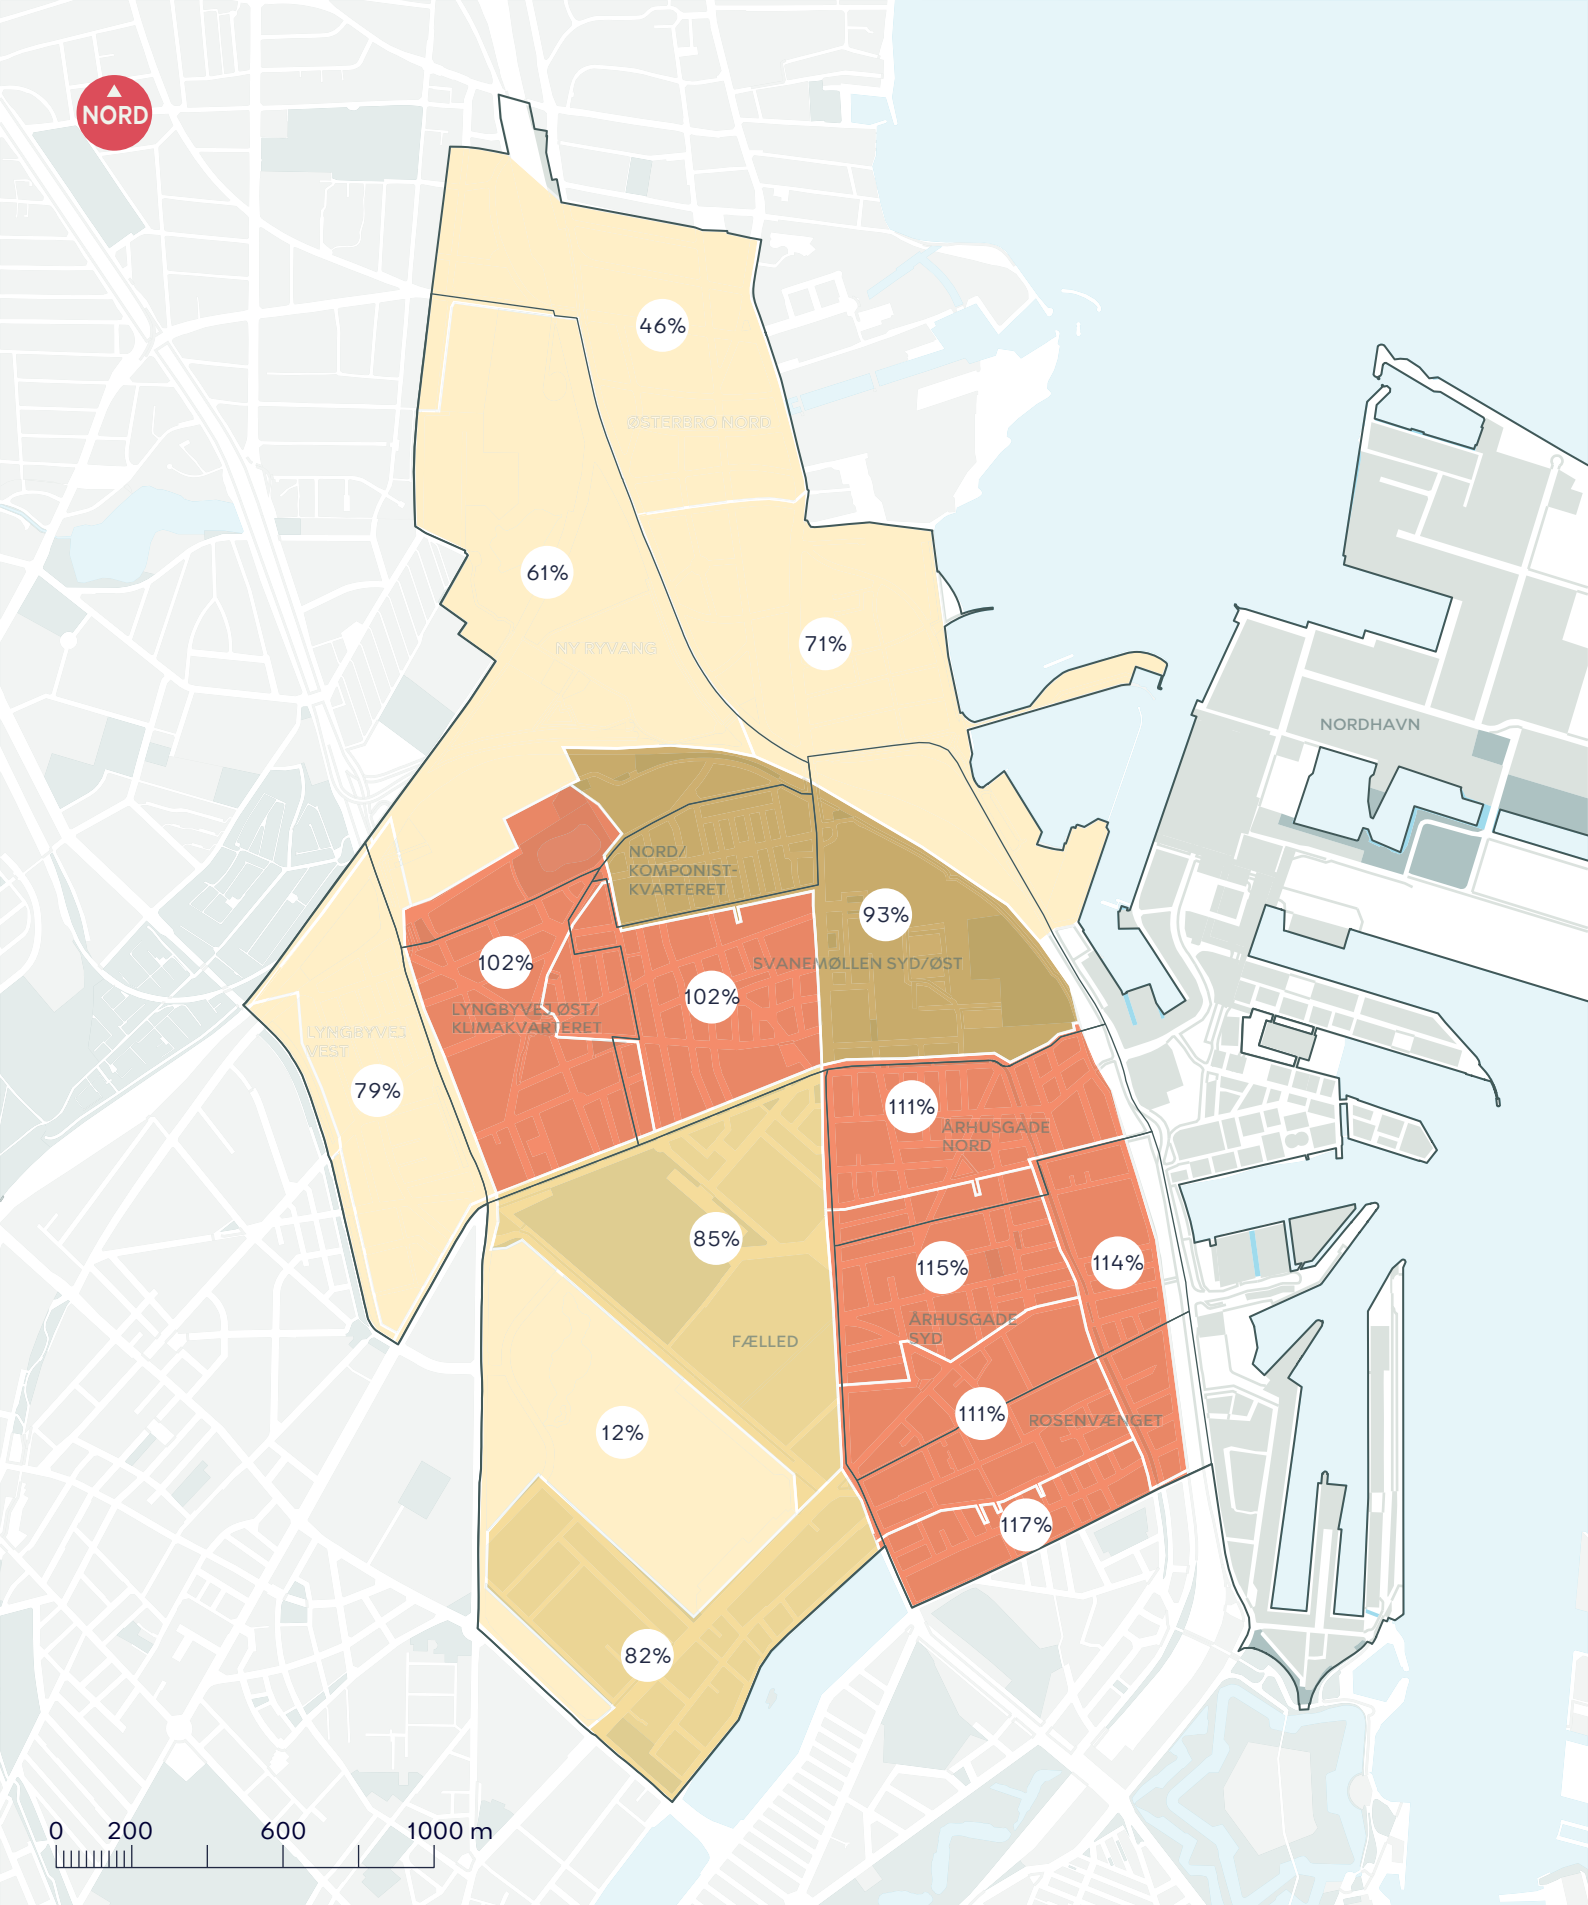 NORD
46%
ØSTERBRO NORD
61%
NY RYVANG
71%
NORDHAVN
NORD/
KOMPONIST-
KVARTERET
93%
SVANEMØLLEN SYD/ØST
102%
102%
LYNGBYVEJ ØST/
KLIMAKVARTERET
LYNGBYVEJ
VEST
79%
111%
ÅRHUSGADE
NORD
85%
115%
114%
ÅRHUSGADE
SYD
FÆLLED
12%
111%
ROSENVÆNGET
117%
82%
0 200 600 1000 m